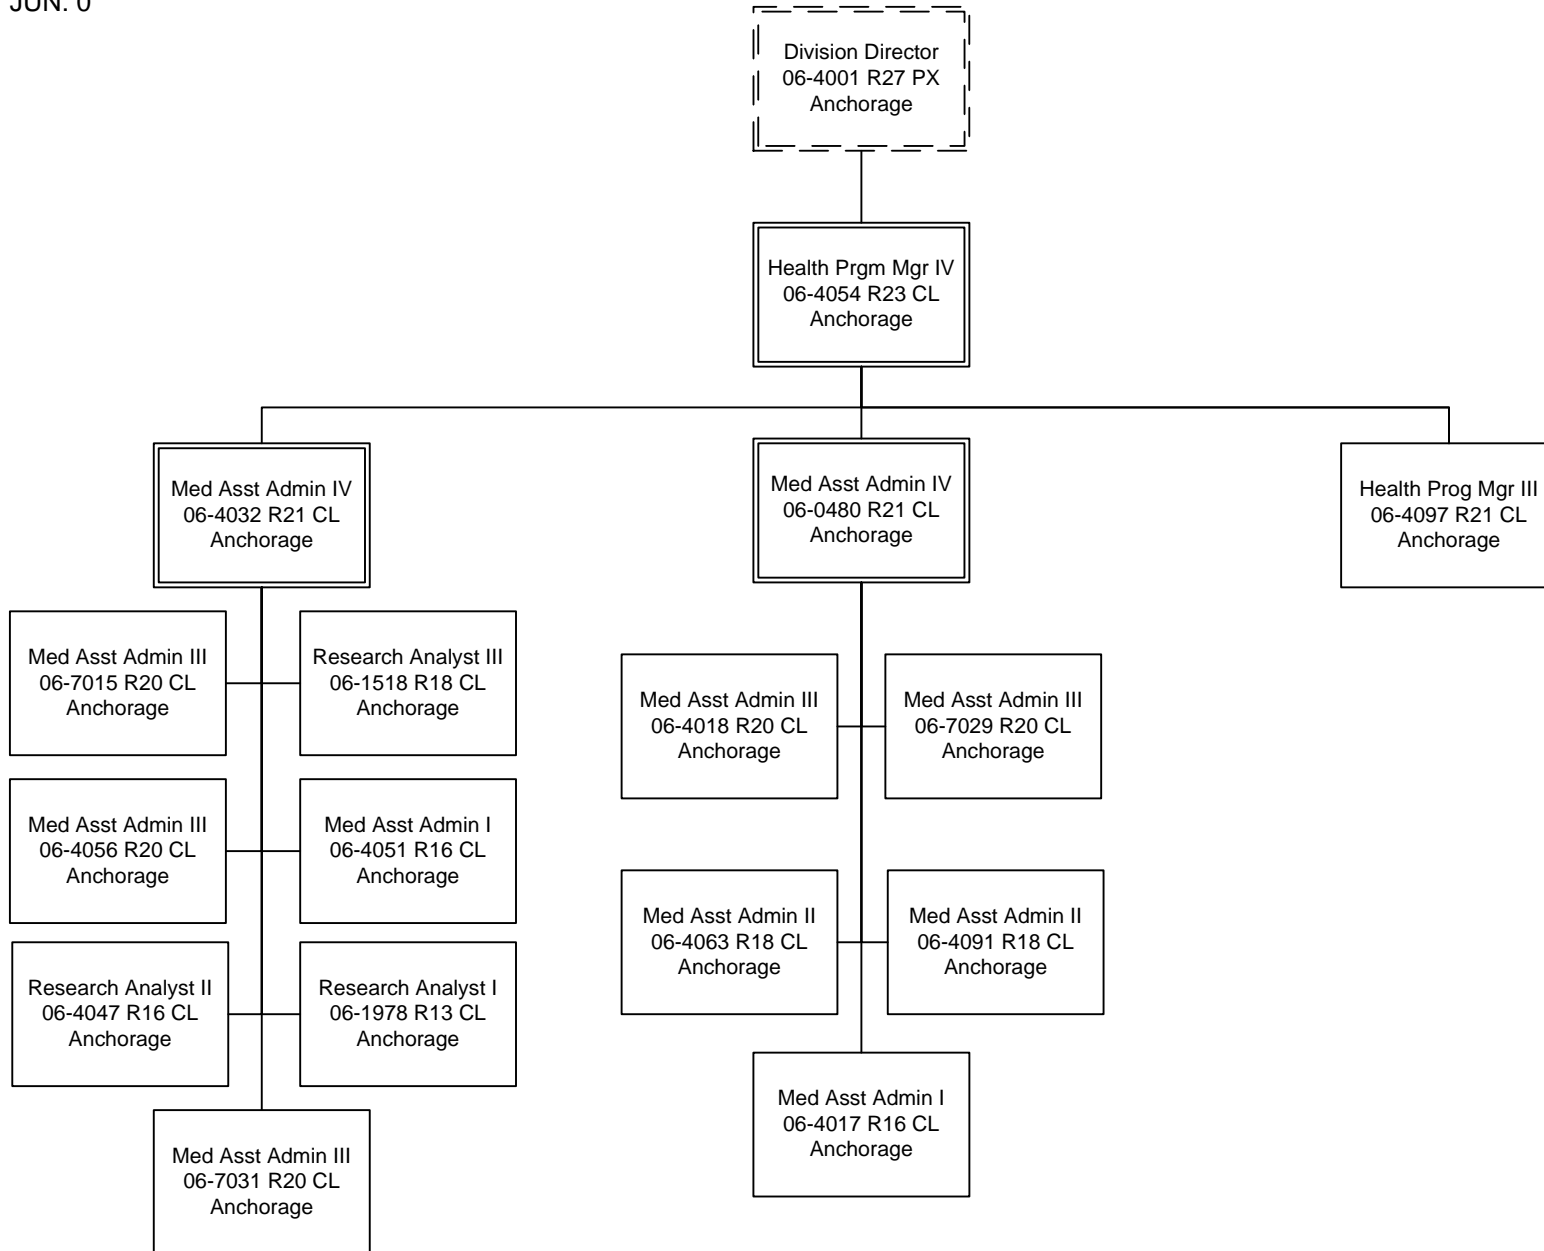 JUN: 0
Division Director
06-4001 R27 PX
Anchorage
Health Prgm Mgr IV
06-4054 R23 CL
Anchorage
Med Asst Admin IV
06-4032 R21 CL
Anchorage
Med Asst Admin IV
06-0480 R21 CL
Anchorage
Health Prog Mgr III
06-4097 R21 CL
Anchorage
Med Asst Admin III
06-7015 R20 CL
Anchorage
Research Analyst III
06-1518 R18 CL
Anchorage
Med Asst Admin III
06-4056 R20 CL
Anchorage
Med Asst Admin I
06-4051 R16 CL
Anchorage
Research Analyst II
06-4047 R16 CL
Anchorage
Research Analyst I
06-1978 R13 CL
Anchorage
Med Asst Admin III
06-7031 R20 CL
Anchorage
Med Asst Admin III
06-4018 R20 CL
Anchorage
Med Asst Admin III
06-7029 R20 CL
Anchorage
Med Asst Admin II
06-4063 R18 CL
Anchorage
Med Asst Admin II
06-4091 R18 CL
Anchorage
Med Asst Admin I
06-4017 R16 CL
Anchorage